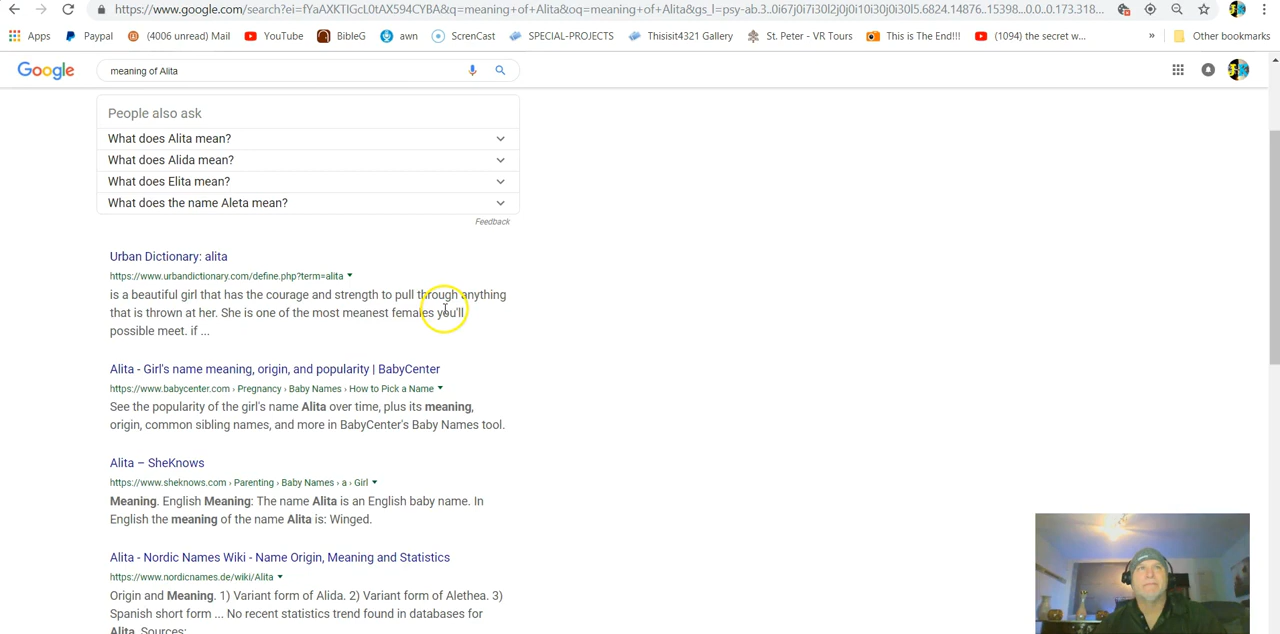 https://www.google.com/search?ei=fYaAXKTIGcL0tAX594CYBA&q=meaning+of+Alita&oq=meaning+of+Alita&gs_l=psy-ab.3..0i67j0i7i30l2j0j0i10i30j0i30l5.6824.14876..15398...0.0..0.173.318...
Apps Paypal (4006 unread) Mail YouTube BibleG awn ScrenCast SPECIAL-PROJECTS Thisisit4321 Gallery St. Peter - VR Tours This is The End!!! (1094) the secret w... » Other bookmarks
Google meaning of Alita
People also ask
What does Alita mean?
What does Alida mean?
What does Elita mean?
What does the name Aleta mean?
Feedback
Urban Dictionary: alita
https://www.urbandictionary.com/define.php?term=alita
is a beautiful girl that has the courage and strength to pull through anything
that is thrown at her. She is one of the most meanest females you'll
possible meet. if ...
Alita - Girl's name meaning, origin, and popularity | BabyCenter
https://www.babycenter.com › Pregnancy › Baby Names › How to Pick a Name
See the popularity of the girl's name Alita over time, plus its meaning,
origin, common sibling names, and more in BabyCenter's Baby Names tool.
Alita – SheKnows
https://www.sheknows.com › Parenting › Baby Names › a › Girl
Meaning. English Meaning: The name Alita is an English baby name. In
English the meaning of the name Alita is: Winged.
Alita - Nordic Names Wiki - Name Origin, Meaning and Statistics
https://www.nordicnames.de/wiki/Alita
Origin and Meaning. 1) Variant form of Alida. 2) Variant form of Alethea. 3)
Spanish short form ... No recent statistics trend found in databases for
Alita. Sources: